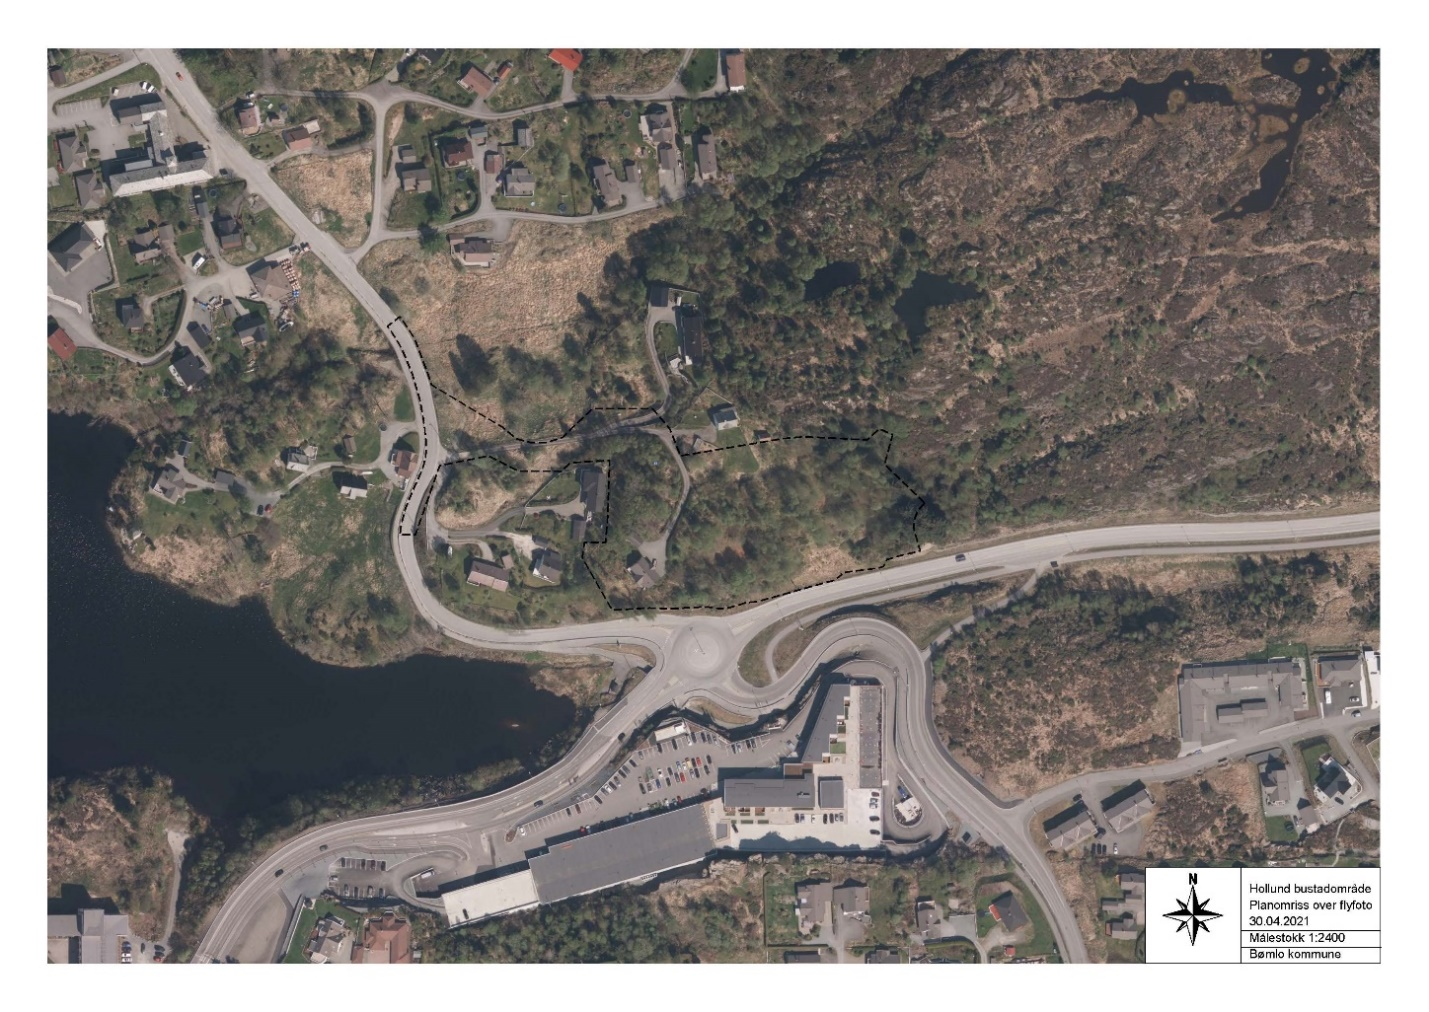 N
Hollund bustadområde
Planomriss over flyfoto
30.04.2021
Målestokk 1:2400
Bømlo kommune